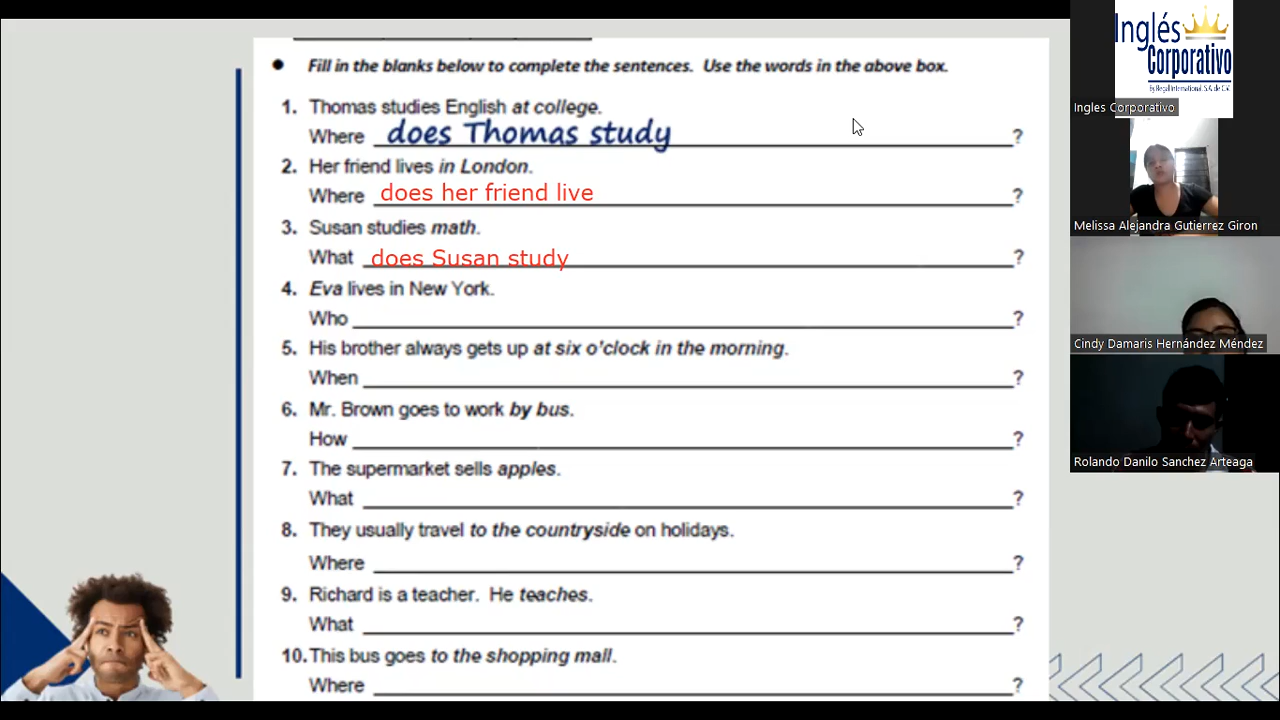 Fill in the blanks below to complete the sentences. Use the words in the above box.
1. Thomas studies English at college.
Where does Thomas study ?
2. Her friend lives in London.
Where does her friend live ?
3. Susan studies math.
What does Susan study ?
4. Eva lives in New York.
Who ?
5. His brother always gets up at six o'clock in the morning.
When ?
6. Mr. Brown goes to work by bus.
How ?
7. The supermarket sells apples.
What ?
8. They usually travel to the countryside on holidays.
Where ?
9. Richard is a teacher. He teaches.
What ?
10. This bus goes to the shopping mall.
Where ?
Inglés
Corporativo
By Regal International, S.A. de C.V.
Ingles Corporativo
Melissa Alejandra Gutierrez Giron
Cindy Damaris Hernández Méndez
Rolando Danilo Sanchez Arteaga